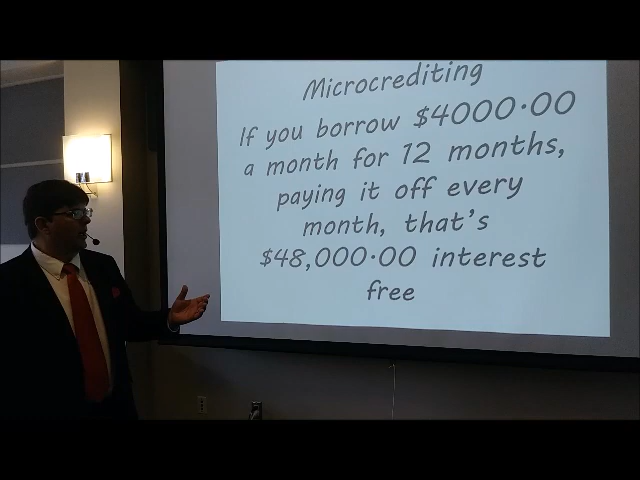 Microcrediting
If you borrow $4000.00
a month for 12 months,
paying it off every
month, that's
$48,000.00 interest
free